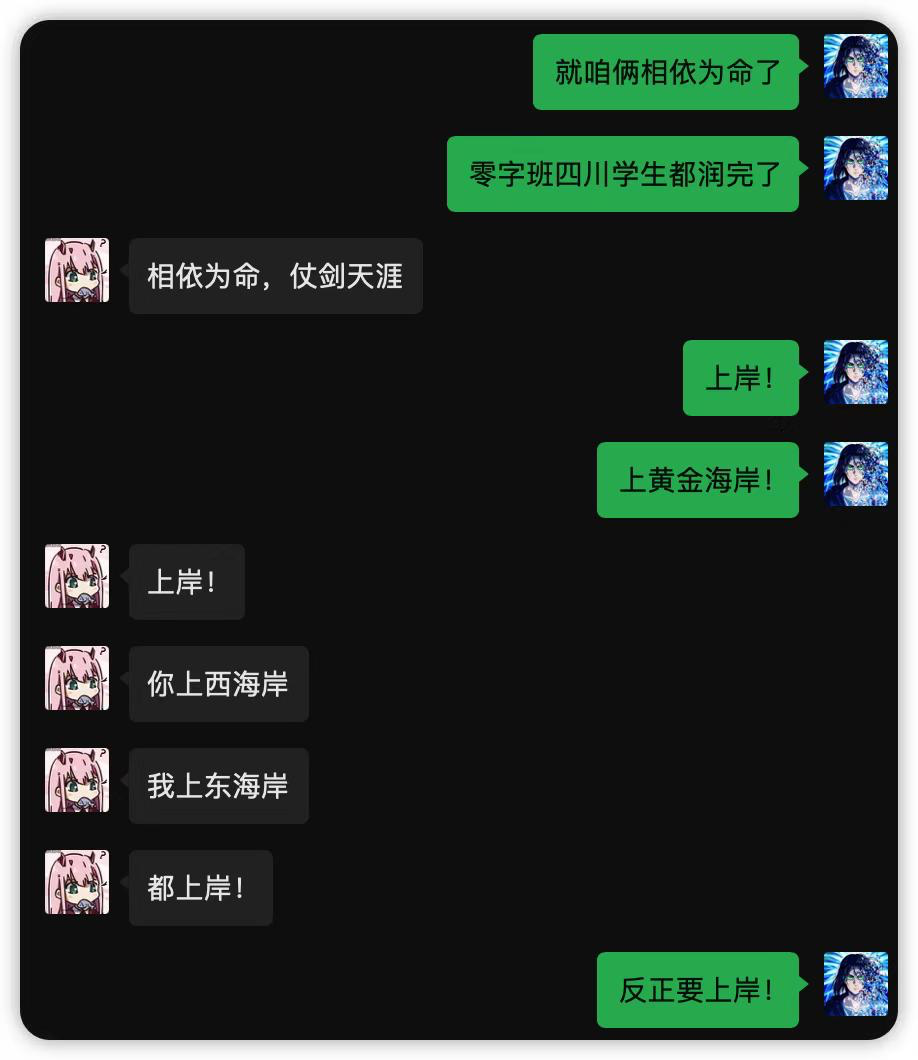 就咱俩相依为命了
零字班四川学生都润完了
相依为命，仗剑天涯
上岸！
上黄金海岸！
上岸！
你上西海岸
我上东海岸
都上岸！
反正要上岸！